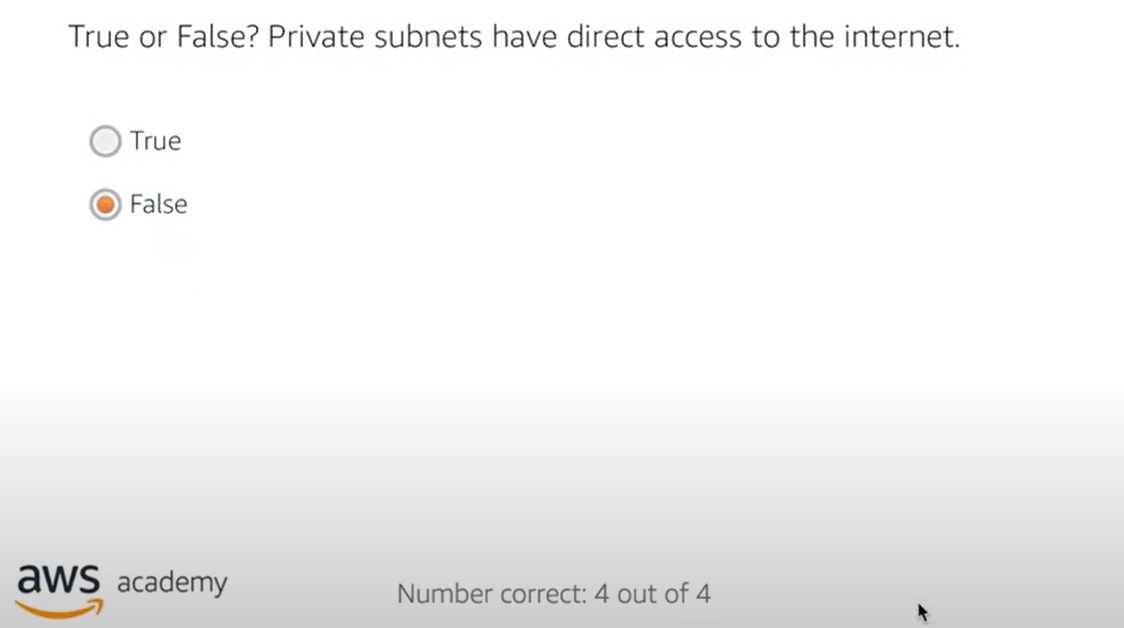 True or False? Private subnets have direct access to the internet.
True
False
aws academy
Number correct: 4 out of 4